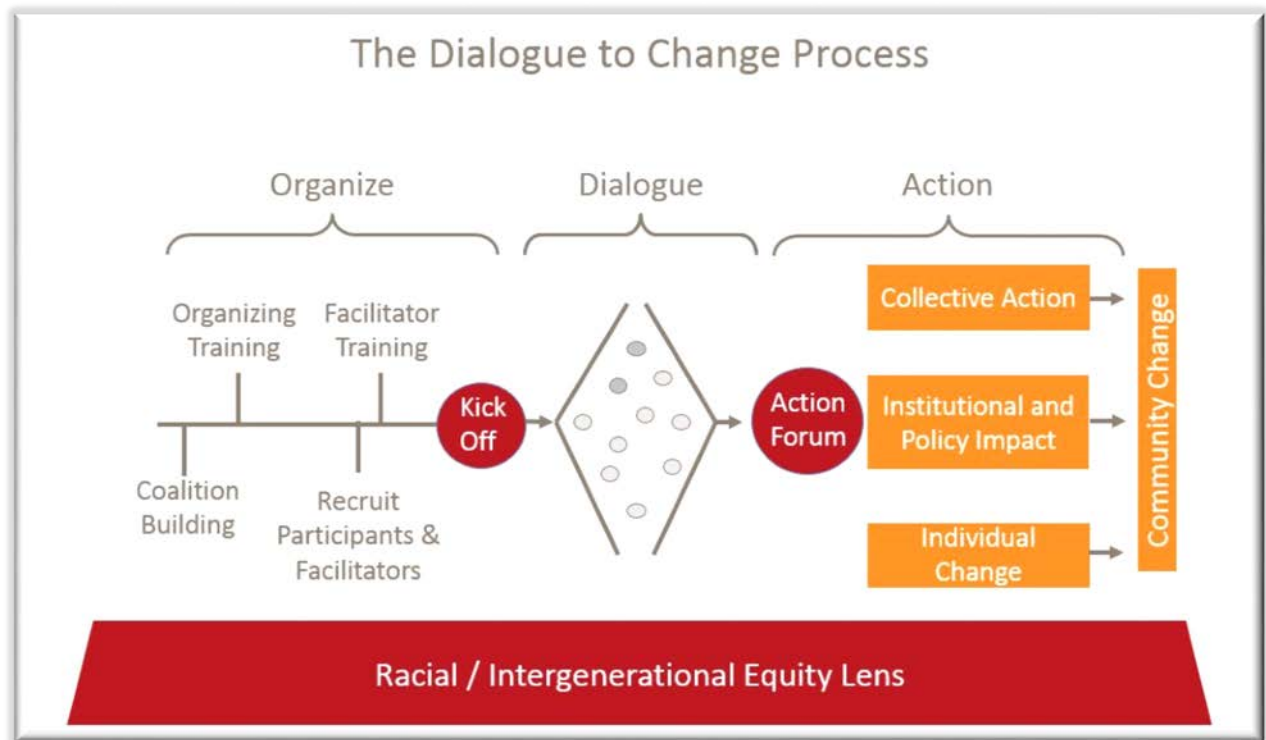 The Dialogue to Change Process
Organize
Dialogue
Action
Organizing
Training
Facilitator
Training
Coalition
Building
Recruit
Participants &
Facilitators
Kick
Off
Action
Forum
Collective Action
Institutional and
Policy Impact
Individual
Change
Community Change
Racial / Intergenerational Equity Lens